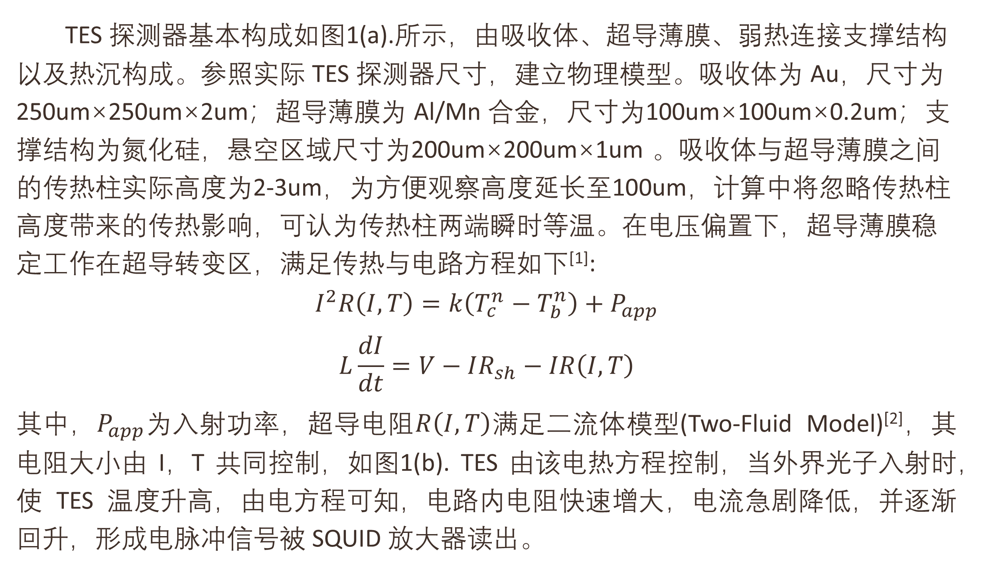 TES 探测器基本构成如图1(a).所示，由吸收体、超导薄膜、弱热连接支撑结构
以及热沉构成。参照实际 TES 探测器尺寸，建立物理模型。吸收体为 Au，尺寸为
250um×250um×2um；超导薄膜为 Al/Mn 合金，尺寸为100um×100um×0.2um；支
撑结构为氮化硅，悬空区域尺寸为200um×200um×1um 。吸收体与超导薄膜之间
的传热柱实际高度为2-3um，为方便观察高度延长至100um，计算中将忽略传热柱
高度带来的传热影响，可认为传热柱两端瞬时等温。在电压偏置下，超导薄膜稳
定工作在超导转变区，满足传热与电路方程如下[1]:
I²R(I,T) = k(T_c^n − T_b^n) + P_app
L dI/dt = V − IR_sh − IR(I,T)
其中，P_app 为入射功率，超导电阻R(I,T)满足二流体模型(Two-Fluid Model)[2]，其
电阻大小由 I, T 共同控制，如图1(b). TES 由该电热方程控制，当外界光子入射时，
使 TES 温度升高，由电方程可知，电路内电阻快速增大，电流急剧降低，并逐渐
回升，形成电脉冲信号被 SQUID 放大器读出。